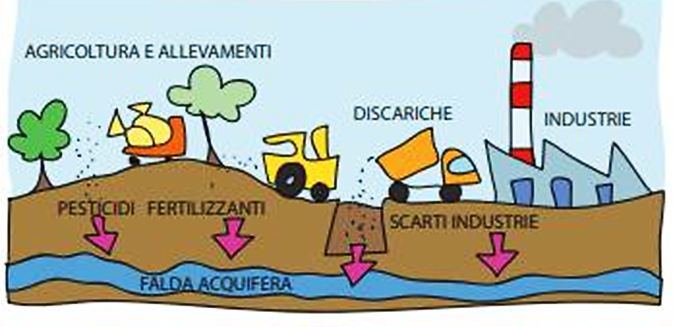 AGRICOLTURA E ALLEVAMENTI
DISCARICHE
INDUSTRIE
PESTICIDI FERTILIZZANTI
SCARTI INDUSTRIE
FALDA ACQUIFERA